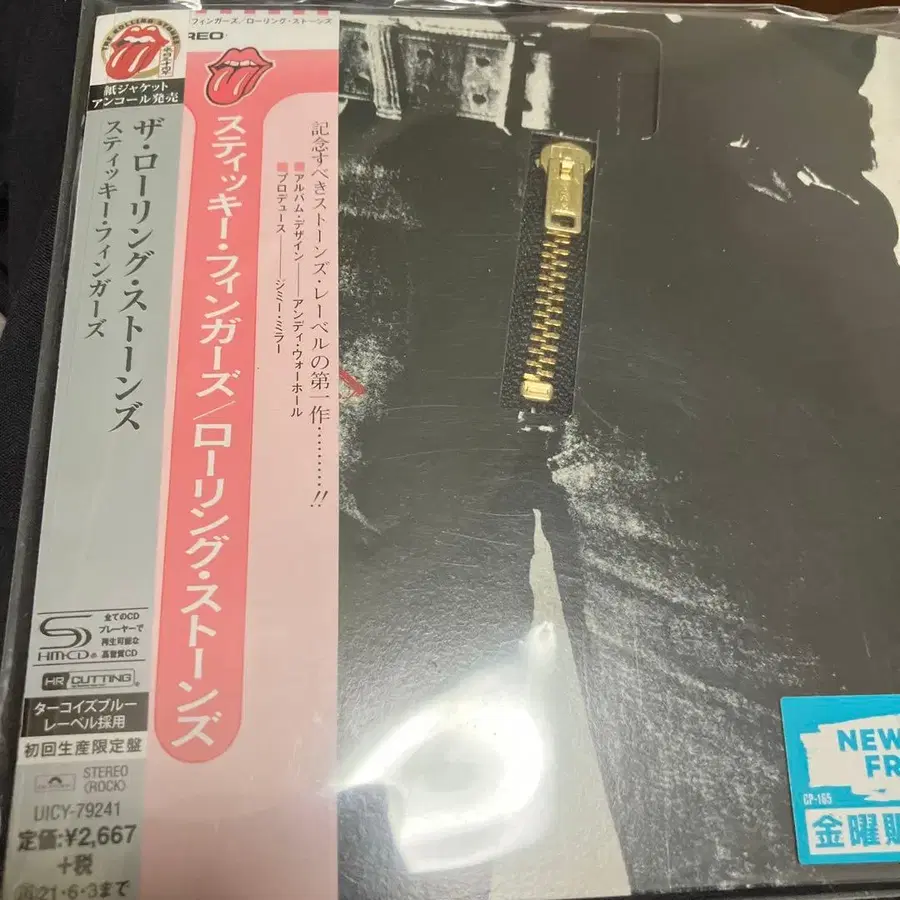 THE ROLLING STONES
紙ジャケット
アンコール発売
ザ・ローリング・ストーンズ
スティッキー・フィンガーズ
全てのCD
プレーヤーで
再生可能な
高音質CD
SHM-CD
HR CUTTING
ターコイズブルー
レーベル採用
初回生産限定盤
STEREO
(ROCK)
UICY-79241
定価:¥2,667
+税
21・6・3まで
フィンガーズ/ローリング・ストーンズ
REO
スティッキー・フィンガーズ/ローリング・ストーンズ
記念すべきストーンズ・レーベルの第一作………!!
■アルバム・デザイン――アンディ・ウォーホール
■プロデュース――ジミー・ミラー
NEW
FR
CP-165
金曜販